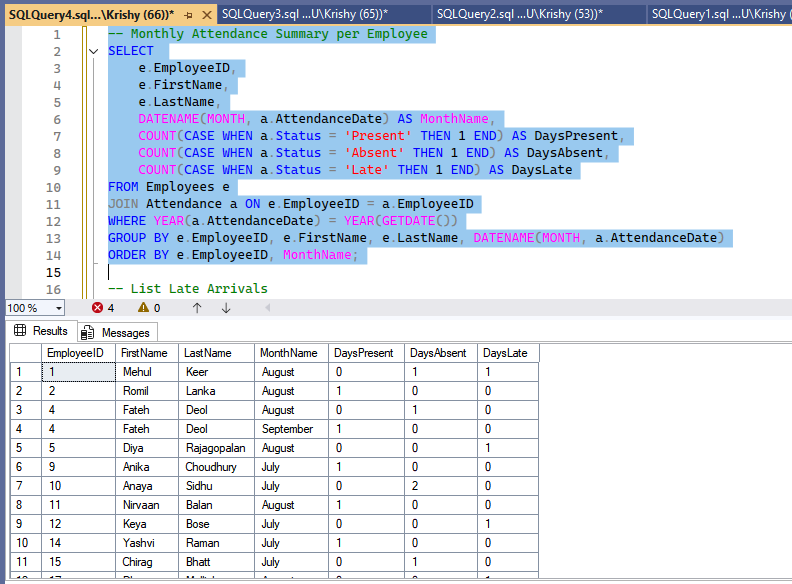 SQLQuery4.sql...\Krishy (66))* SQLQuery3.sql ...U\Krishy (65))* SQLQuery2.sql ...U\Krishy (53))* SQLQuery1.sql ...U\Krishy (
1 -- Monthly Attendance Summary per Employee
2 SELECT
3 e.EmployeeID,
4 e.FirstName,
5 e.LastName,
6 DATENAME(MONTH, a.AttendanceDate) AS MonthName,
7 COUNT(CASE WHEN a.Status = 'Present' THEN 1 END) AS DaysPresent,
8 COUNT(CASE WHEN a.Status = 'Absent' THEN 1 END) AS DaysAbsent,
9 COUNT(CASE WHEN a.Status = 'Late' THEN 1 END) AS DaysLate
10 FROM Employees e
11 JOIN Attendance a ON e.EmployeeID = a.EmployeeID
12 WHERE YEAR(a.AttendanceDate) = YEAR(GETDATE())
13 GROUP BY e.EmployeeID, e.FirstName, e.LastName, DATENAME(MONTH, a.AttendanceDate)
14 ORDER BY e.EmployeeID, MonthName;
15
16 -- List Late Arrivals
100 % 4 0
Results Messages
EmployeeID FirstName LastName MonthName DaysPresent DaysAbsent DaysLate
1 1 Mehul Keer August 0 1 1
2 2 Romil Lanka August 1 0 0
3 4 Fateh Deol August 0 1 0
4 4 Fateh Deol September 1 0 0
5 5 Diya Rajagopalan August 0 0 1
6 9 Anika Choudhury July 1 0 0
7 10 Anaya Sidhu July 0 2 0
8 11 Nirvaan Balan August 1 0 0
9 12 Keya Bose July 0 0 1
10 14 Yashvi Raman July 1 0 0
11 15 Chirag Bhatt July 0 1 0